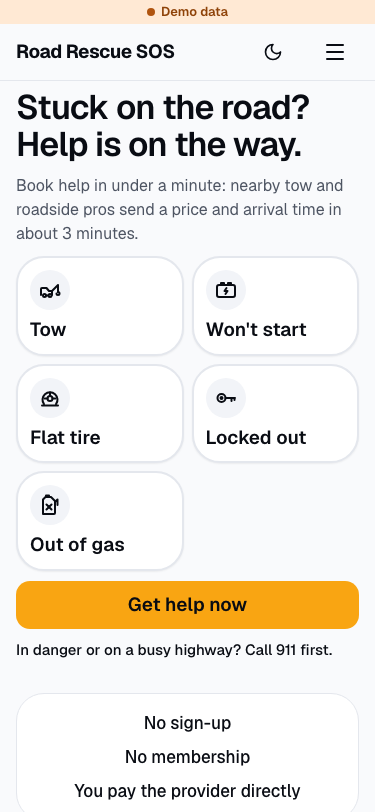 Demo data
Road Rescue SOS
Stuck on the road?
Help is on the way.
Book help in under a minute: nearby tow and
roadside pros send a price and arrival time in
about 3 minutes.
Tow
Won't start
Flat tire
Locked out
Out of gas
Get help now
In danger or on a busy highway? Call 911 first.
No sign-up
No membership
You pay the provider directly